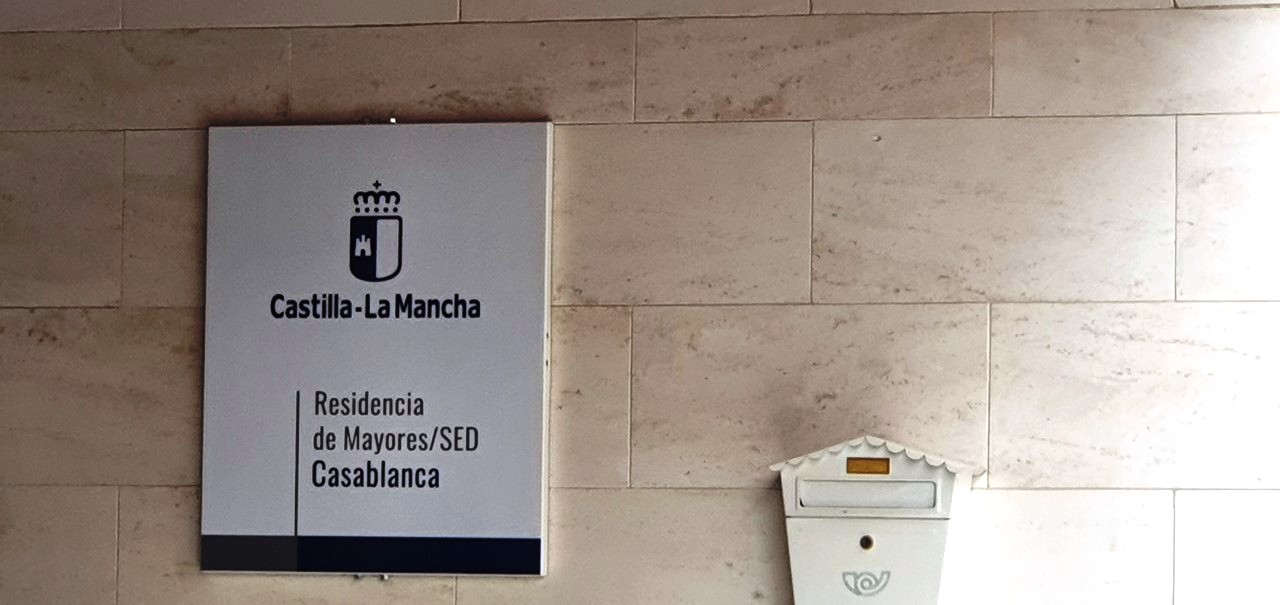 Castilla-La Mancha
Residencia
de Mayores/SED
Casablanca